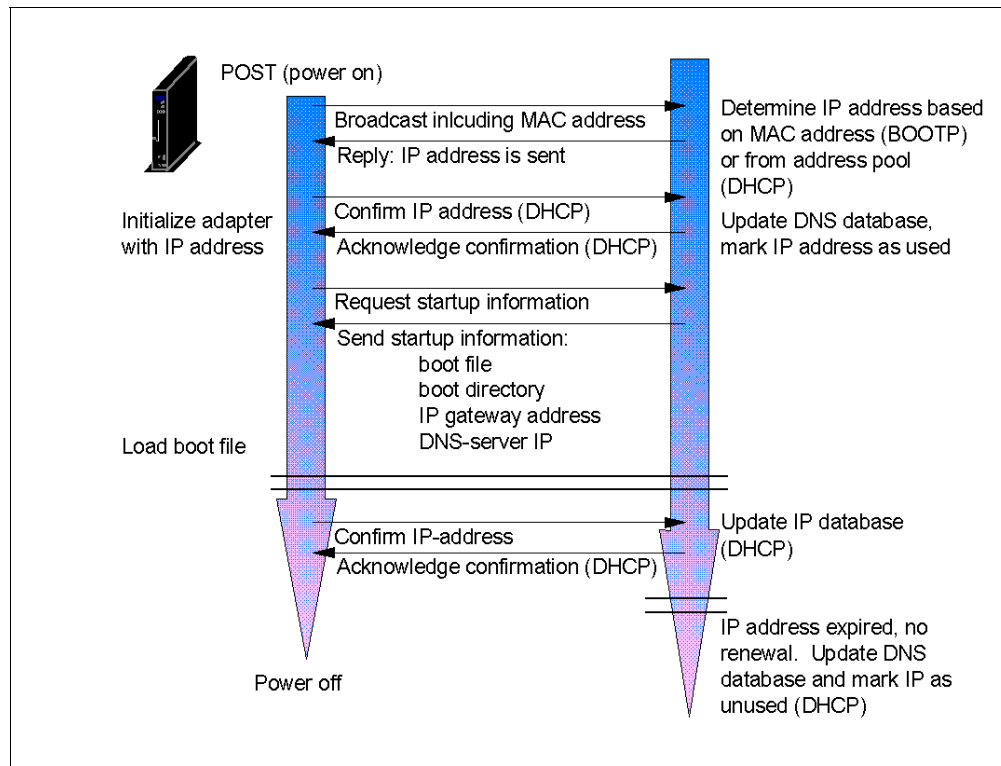 POST (power on)
Broadcast inlcuding MAC address
Reply: IP address is sent
Determine IP address based
on MAC address (BOOTP)
or from address pool
(DHCP)
Initialize adapter
with IP address
Confirm IP address (DHCP)
Acknowledge confirmation (DHCP)
Update DNS database,
mark IP address as used
Request startup information
Send startup information:
boot file
boot directory
IP gateway address
DNS-server IP
Load boot file
Confirm IP-address
Acknowledge confirmation (DHCP)
Update IP database
(DHCP)
Power off
IP address expired, no
renewal. Update DNS
database and mark IP as
unused (DHCP)